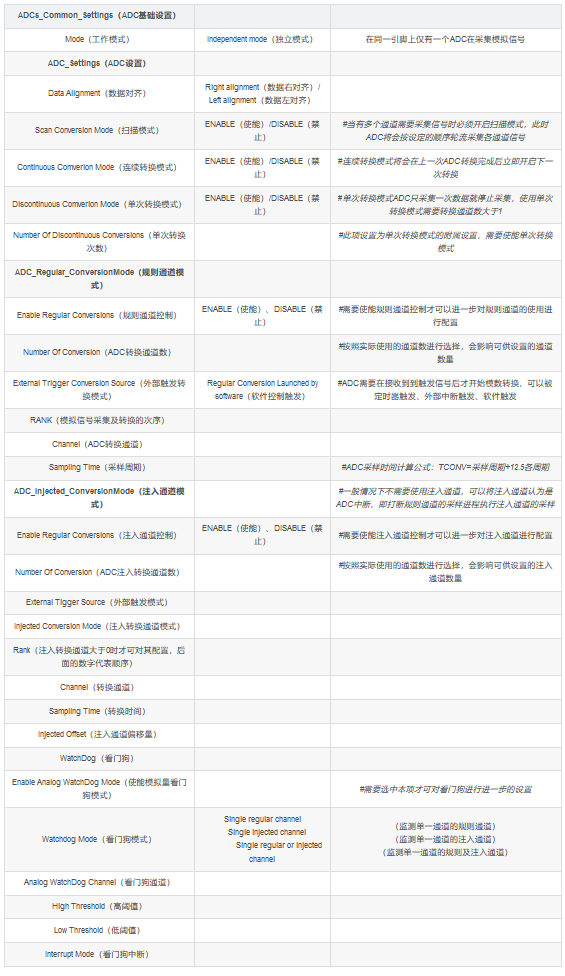 ADCs_Common_Settings（ADC基础设置）
Mode（工作模式）
Independent mode（独立模式）
在同一引脚上仅有一个ADC在采集模拟信号
ADC_Settings（ADC设置）
Data Alignment（数据对齐）
Right alignment（数据右对齐）/
Left alignment（数据左对齐）
Scan Conversion Mode（扫描模式）
ENABLE（使能）/DISABLE（禁
止）
#当有多个通道需要采集信号时必须开启扫描模式，此时
ADC将会按设定的顺序轮流采集各通道信号
Continuous Comverion Mode（连续转换模式）
ENABLE（使能）/DISABLE（禁
止）
#连续转换模式将会在上一次ADC转换完成后立即开启下一
次转换
Discontinuous Comverion Mode（单次转换模式）
ENABLE（使能）/DISABLE（禁
止）
#单次转换模式ADC只采集一次数据就停止采集，使用单次
转换模式需要转换通道数大于1
Number Of Discontinuous Conversions（单次转换
次数）
#此项设置为单次转换模式的附属设置，需要使能单次转换
模式
ADC_Regular_ConversionMode（规则通道模
式）
Enable Regular Conversions（规则通道控制）
ENABLE（使能）、DISABLE（禁
止）
#需要使能规则通道控制才可以进一步对规则通道的使用进
行配置
Number Of Conversion（ADC转换通道数）
#按照实际使用的通道数进行选择，会影响可供设置的通道
数量
External Trigger Conversion Source（外部触发转
换模式）
Regular Conversion Launched by
software（软件控制触发）
#ADC需要在接收到到触发信号后才开始模数转换，可以被
定时器触发、外部中断触发、软件触发
RANK（模拟信号采集及转换的次序）
Channel（ADC转换通道）
Sampling Time（采样周期）
#ADC采样时间计算公式：TCONV=采样周期+12.5各周期
ADC_Injected_ConversionMode（注入通道模
式）
#一般情况下不需要使用注入通道，可以将注入通道认为是
ADC中断，即打断规则通道的采样进程执行注入通道的采样
Enable Regular Conversions（注入通道控制）
ENABLE（使能）、DISABLE（禁
止）
#需要使能注入通道控制才可以进一步对注入通道进行配置
Number Of Conversion（ADC注入转换通道数）
#按照实际使用的通道数进行选择，会影响可供设置的注入
通道数量
External Tigger Source（外部触发模式）
Injected Conversion Mode（注入转换通道模式）
Rank（注入转换通道大于0时才可对其配置，后
面的数字代表顺序）
Channel（转换通道）
Sampling Time（转换时间）
Injected Offset（注入通道偏移量）
WatchDog（看门狗）
Enable Analog WatchDog Mode（使能模拟量看门
狗模式）
#需要选中本项才可对看门狗进行进一步的设置
Watchdog Mode（看门狗模式）
Single regular channel
Single injected channel
Single regular or injected
channel
（监测单一通道的规则通道）
（监测单一通道的注入通道）
（监测单一通道的规则及注入通道）
Analog WatchDog Channel（看门狗通道）
High Threshold（高阈值）
Low Threshold（低阈值）
Interrupt Mode（看门狗中断）